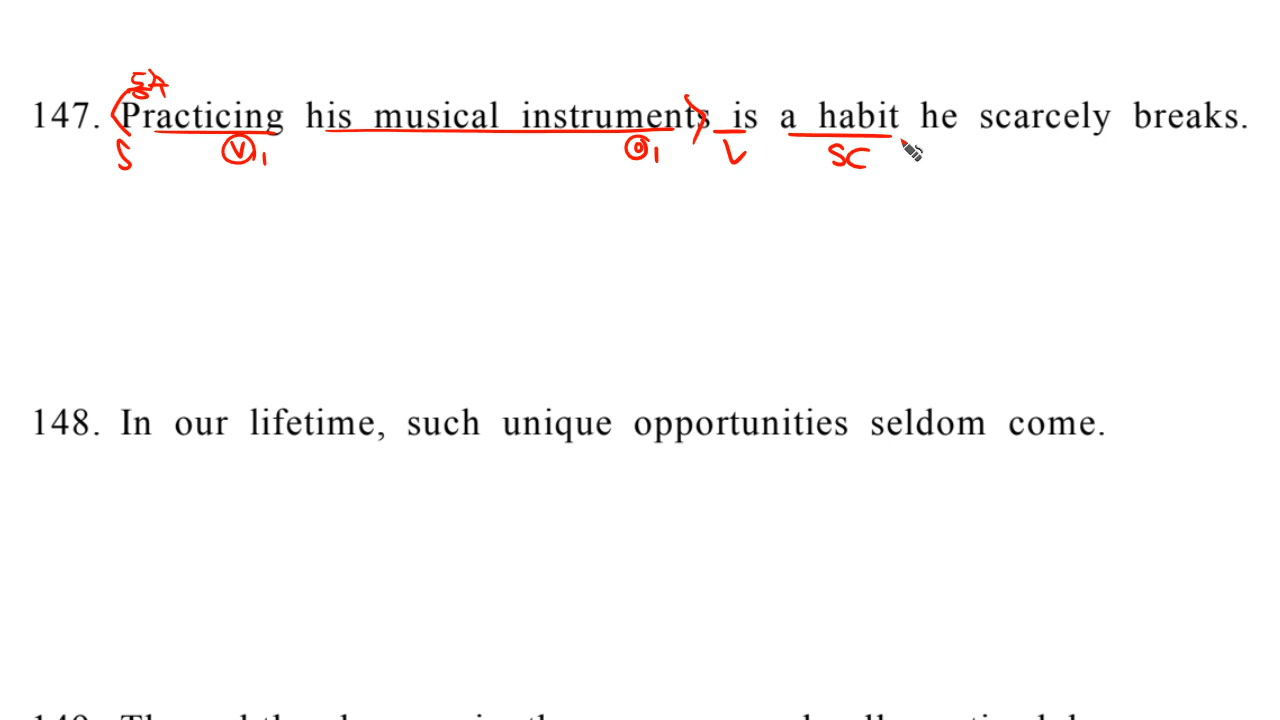 147. Practicing his musical instruments is a habit he scarcely breaks.
S V1 O1 V SC
148. In our lifetime, such unique opportunities seldom come.